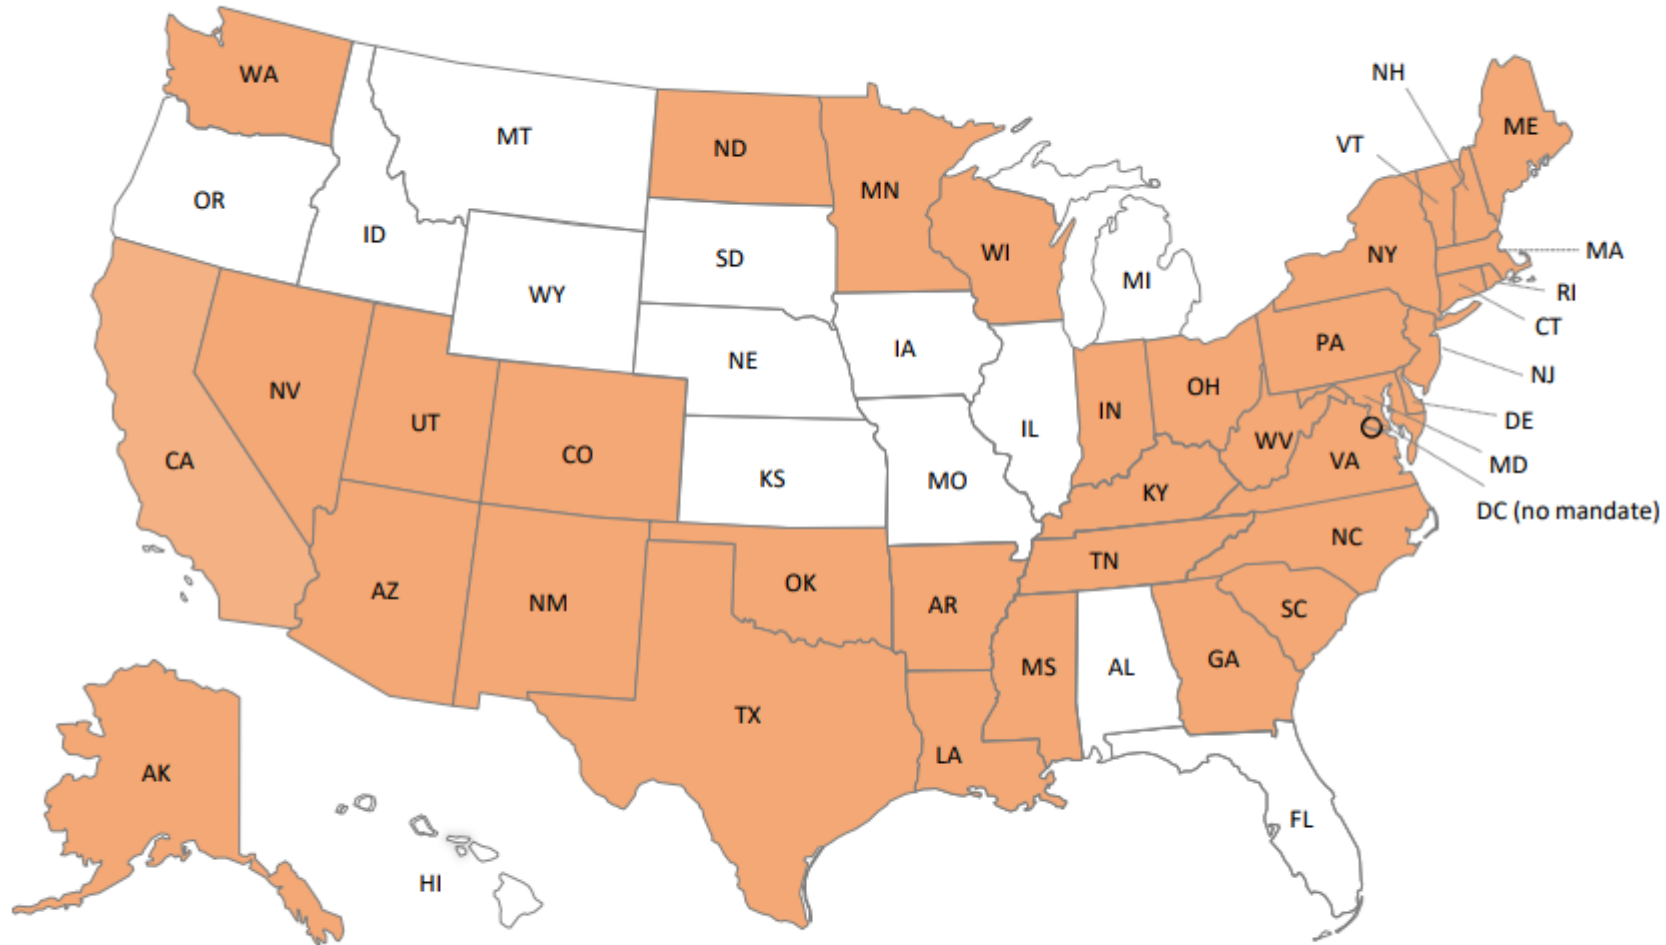 WA
NH
ME
MT
ND
VT
MN
OR
ID
WI
NY
MA
SD
MI
WY
RI
CT
IA
PA
NE
NJ
NV
OH
IN
UT
DE
IL
WV
CO
CA
VA
MD
KS
MO
KY
DC (no mandate)
NC
TN
OK
AZ
NM
AR
SC
GA
MS
AL
TX
LA
AK
FL
HI